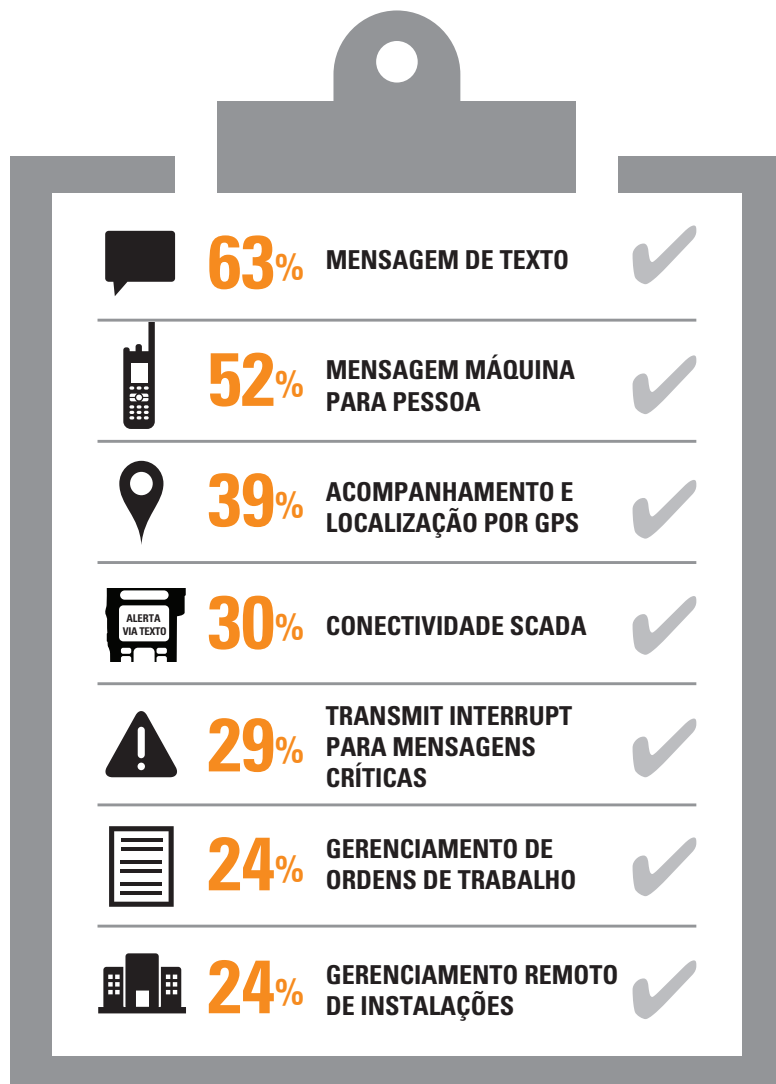 63% MENSAGEM DE TEXTO
52% MENSAGEM MÁQUINA
PARA PESSOA
39% ACOMPANHAMENTO E
LOCALIZAÇÃO POR GPS
ALERTA
VIA TEXTO
30% CONECTIVIDADE SCADA
29% TRANSMIT INTERRUPT
PARA MENSAGENS
CRÍTICAS
24% GERENCIAMENTO DE
ORDENS DE TRABALHO
24% GERENCIAMENTO REMOTO
DE INSTALAÇÕES